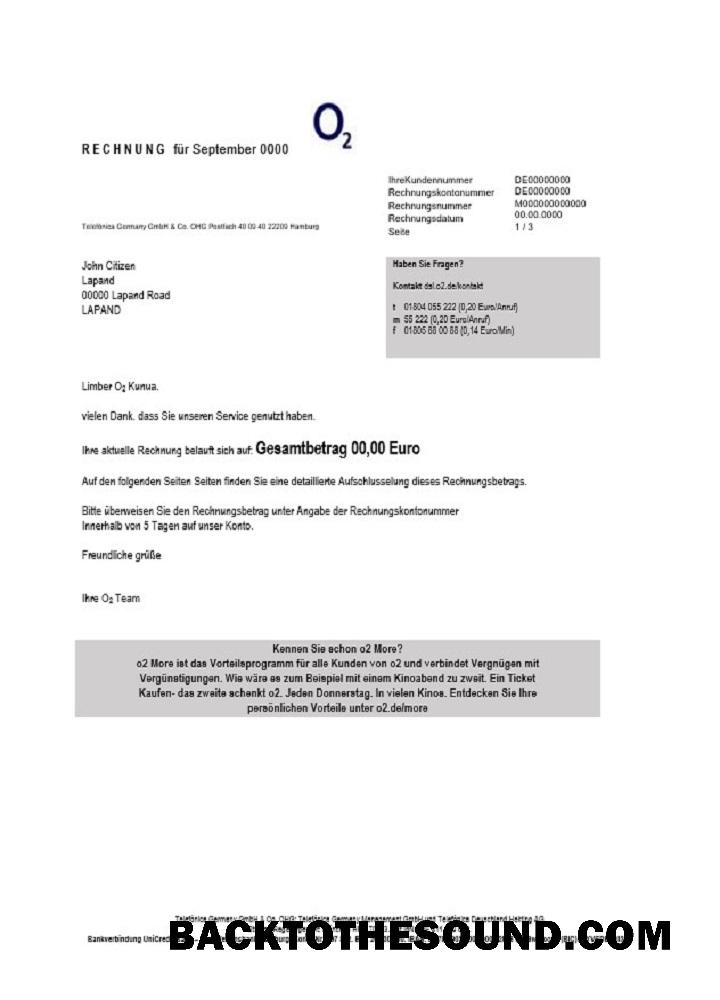 O2
RECHNUNG für September 0000
IhreKundennummer DE00000000
Rechnungskontonummer DE00000000
Rechnungsnummer M000000000000
Rechnungsdatum 00.00.0000
Seite 1 / 3
Telefónica Germany GmbH & Co. OHG Postfach 40 09 40 22209 Hamburg
John Citizen
Lapand
00000 Lapand Road
LAPAND
Haben Sie Fragen?
Kontakt dsl.o2.de/kontakt
t 01804 055 222 (0,20 Euro/Anruf)
m 55 222 (0,20 Euro/Anruf)
f 01805 88 00 88 (0,14 Euro/Min)
Limber O2 Kunua.
vielen Dank. dass Sie unseren Service genutzt haben.
Ihre aktuelle Rechnung belauft sich auf: Gesamtbetrag 00,00 Euro
Auf den folgenden Seiten Seiten finden Sie eine detaillierte Aufschlusselung dieses Rechnungsbetrags.
Bitte überweisen Sie den Rechnungsbetrag unter Angabe der Rechnungskontonummer
Innerhalb von 5 Tagen auf unser Konto.
Freundliche grüße
Ihre O2 Team
Kennen Sie schon o2 More?
o2 More ist das Vorteilsprogramm für alle Kunden von o2 und verbindet Vergnügen mit
Vergünstigungen. Wie wäre es zum Beispiel mit einem Kinoabend zu zweit. Ein Ticket
Kaufen- das zweite schenkt o2. Jeden Donnerstag. In vielen Kinos. Entdecken Sie Ihre
persönlichen Vorteile unter o2.de/more
Telefónica Germany GmbH & Co. OHG: Telefónica Germany Management GmbH und Telefónica Deutschland Holding AG
Bankverbindung
BACKTOTHESOUND.COM